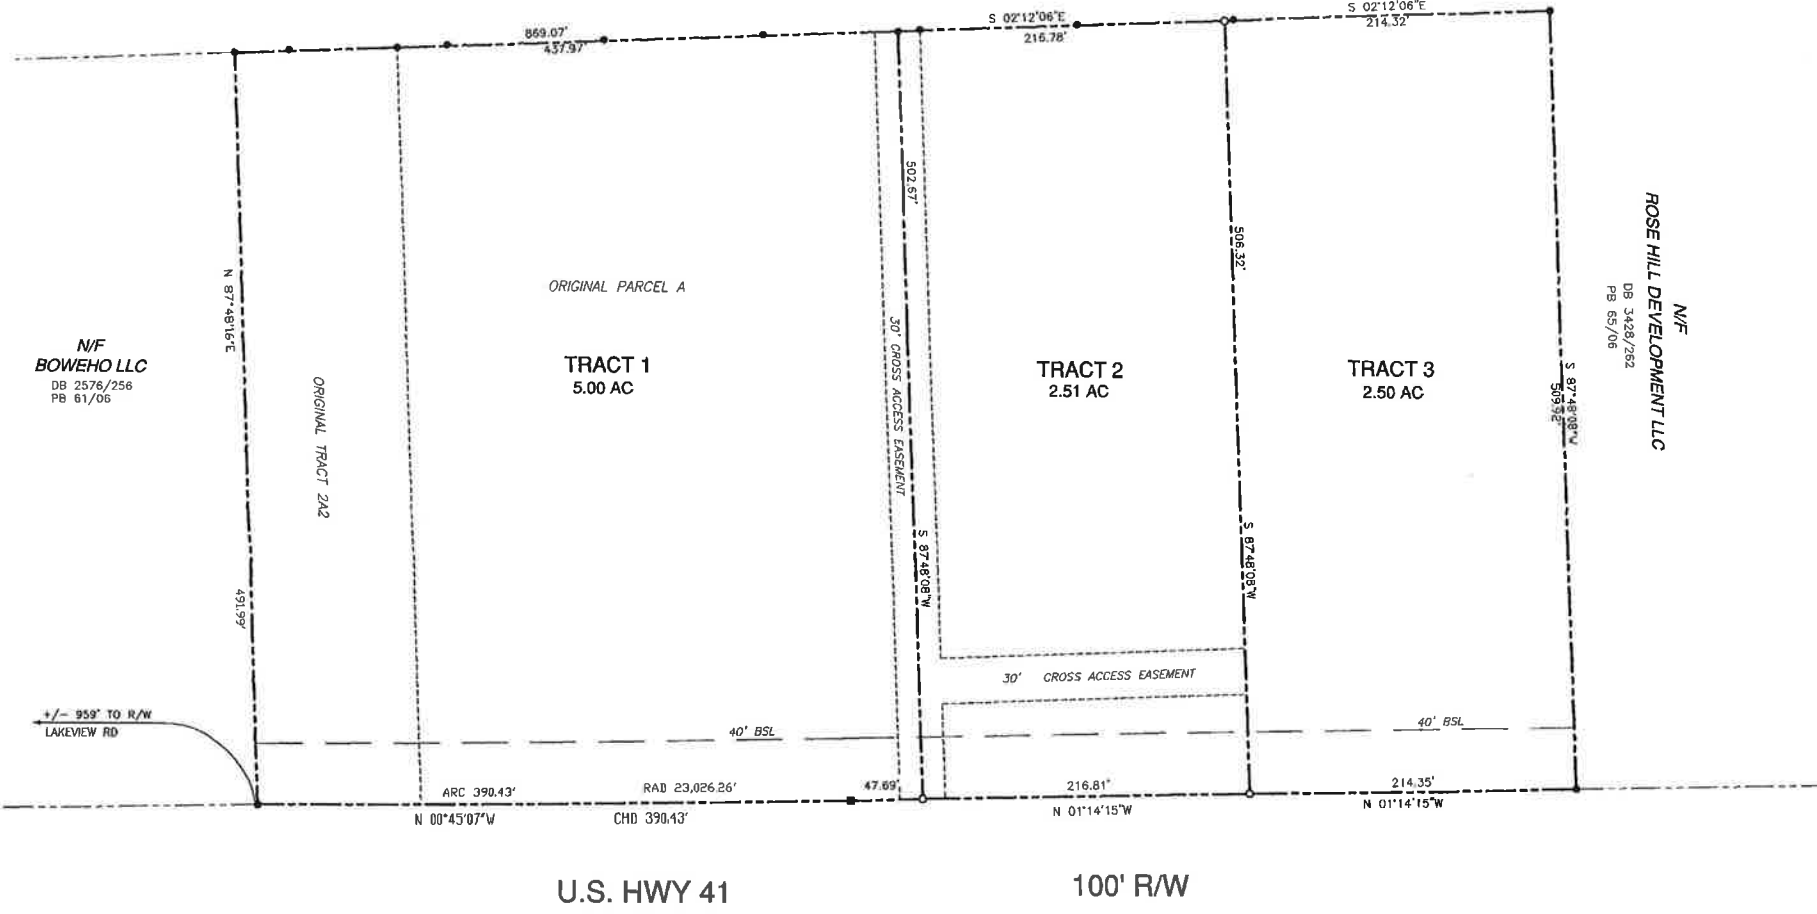 869.07'
437.97'
S 02°12'06"E
216.78'
S 02°12'06"E
214.32'
N 87°48'16"E
491.99'
502.67'
S 87°48'08"W
506.32'
S 87°48'08"W
S 87°48'08"W
509.92'
N/F
BOWEHO LLC
DB 2576/256
PB 61/06
ORIGINAL TRACT 2A2
ORIGINAL PARCEL A
TRACT 1
5.00 AC
30' CROSS ACCESS EASEMENT
TRACT 2
2.51 AC
TRACT 3
2.50 AC
N/F
ROSE HILL DEVELOPMENT LLC
DB 3428/262
PB 65/06
30' CROSS ACCESS EASEMENT
+/- 959' TO R/W
LAKEVIEW RD
40' BSL
40' BSL
ARC 390.43'
RAD 23,026.26'
47.69'
216.81'
214.35'
N 00°45'07"W
CHD 390.43'
N 01°14'15"W
N 01°14'15"W
U.S. HWY 41
100' R/W